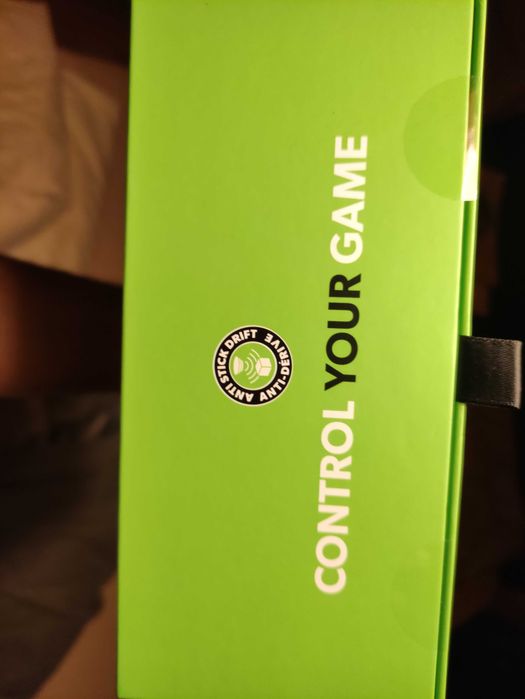 ANTI STICK DRIFT
ANTI-DÉRIVE
CONTROL YOUR GAME